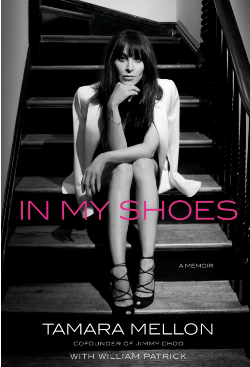 IN MY SHOES
A MEMOIR
TAMARA MELLON
COFOUNDER OF JIMMY CHOO
WITH WILLIAM PATRICK